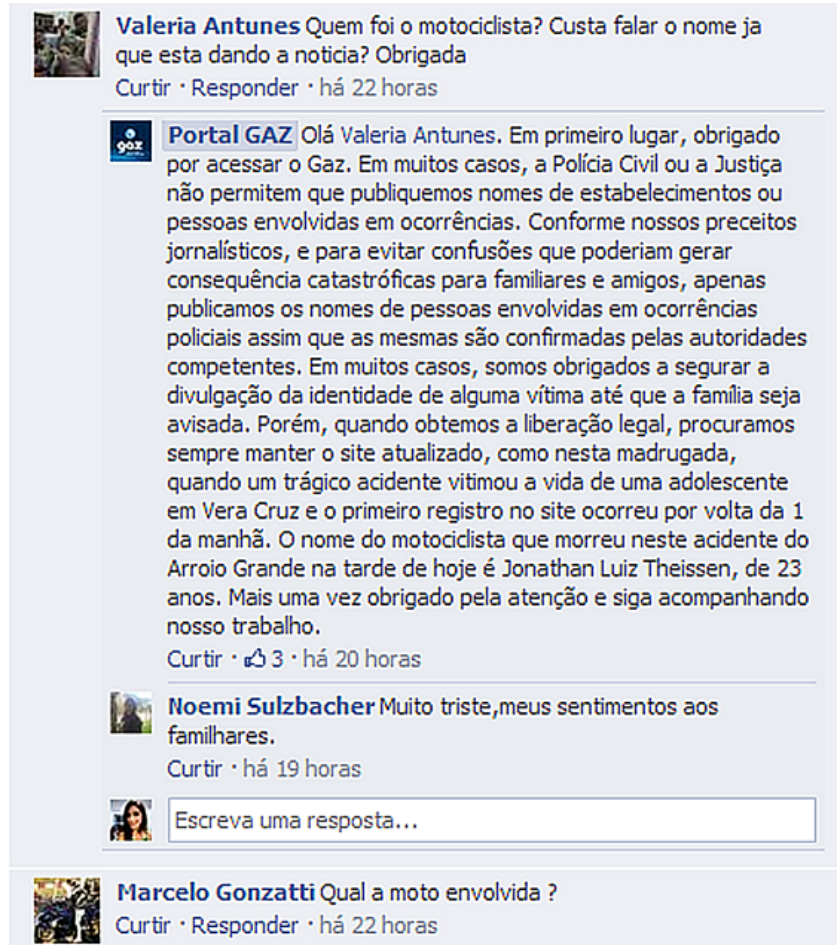 Valeria Antunes Quem foi o motociclista? Custa falar o nome ja
que esta dando a noticia? Obrigada
Curtir · Responder · há 22 horas
gaz
Portal GAZ Olá Valeria Antunes. Em primeiro lugar, obrigado
por acessar o Gaz. Em muitos casos, a Polícia Civil ou a Justiça
não permitem que publiquemos nomes de estabelecimentos ou
pessoas envolvidas em ocorrências. Conforme nossos preceitos
jornalísticos, e para evitar confusões que poderiam gerar
consequência catastróficas para familiares e amigos, apenas
publicamos os nomes de pessoas envolvidas em ocorrências
policiais assim que as mesmas são confirmadas pelas autoridades
competentes. Em muitos casos, somos obrigados a segurar a
divulgação da identidade de alguma vítima até que a família seja
avisada. Porém, quando obtemos a liberação legal, procuramos
sempre manter o site atualizado, como nesta madrugada,
quando um trágico acidente vitimou a vida de uma adolescente
em Vera Cruz e o primeiro registro no site ocorreu por volta da 1
da manhã. O nome do motociclista que morreu neste acidente do
Arroio Grande na tarde de hoje é Jonathan Luiz Theissen, de 23
anos. Mais uma vez obrigado pela atenção e siga acompanhando
nosso trabalho.
Curtir · 3 · há 20 horas
Noemi Sulzbacher Muito triste,meus sentimentos aos
familhares.
Curtir · há 19 horas
Escreva uma resposta...
Marcelo Gonzatti Qual a moto envolvida ?
Curtir · Responder · há 22 horas